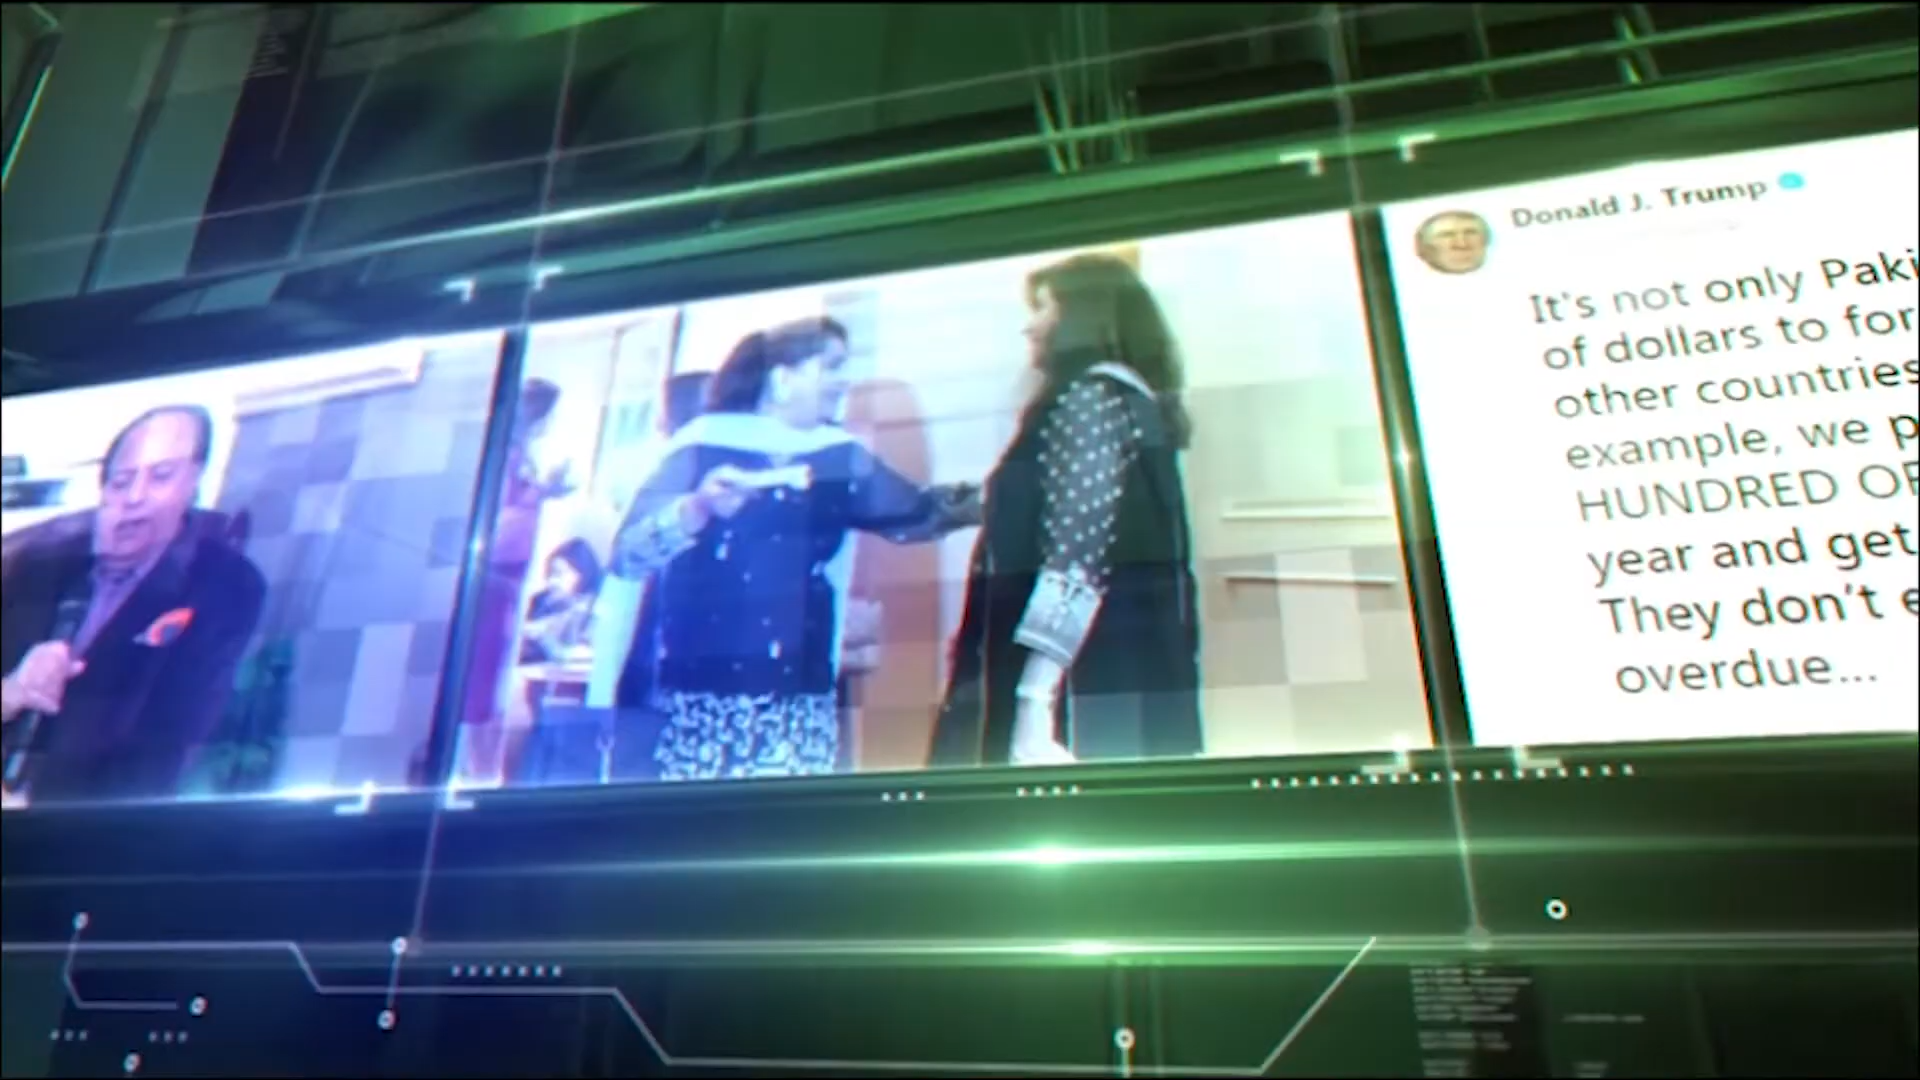 Donald J. Trump
It's not only Paki
of dollars to for
other countries
example, we p
HUNDRED OF
year and get
They don't e
overdue...